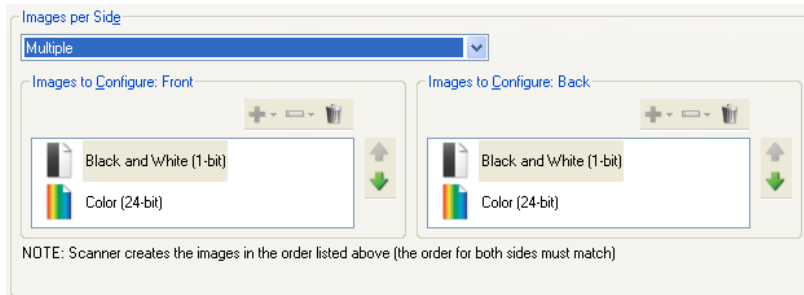 Images per Side
Multiple
Images to Configure: Front
Images to Configure: Back
Black and White (1-bit)
Color (24-bit)
Black and White (1-bit)
Color (24-bit)
NOTE: Scanner creates the images in the order listed above (the order for both sides must match)